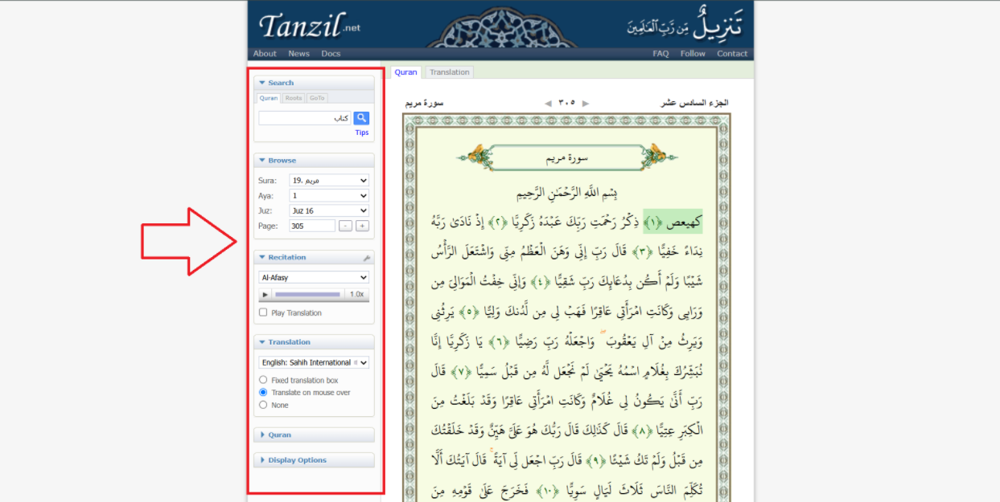 Tanzil.net
تَنزِيلٌ مِّن رَّبِّ الْعَالَمِينَ
About News Docs
FAQ Follow Contact
Search
Quran Roots GoTo
كتاب
Tips
Browse
Sura: 19. مريم
Aya: 1
Juz: Juz 16
Page: 305 - +
Recitation
Al-Afasy
1.0x
Play Translation
Translation
English: Sahih International
Fixed translation box
Translate on mouse over
None
Quran
Display Options
Quran Translation
الجزء السادس عشر ٣٠٥ سورة مريم
سورة مريم
بِسْمِ اللَّهِ الرَّحْمَٰنِ الرَّحِيمِ
كهيعص ﴿١﴾ ذِكْرُ رَحْمَتِ رَبِّكَ عَبْدَهُ زَكَرِيَّا ﴿٢﴾ إِذْ نَادَىٰ رَبَّهُ
نِدَاءً خَفِيًّا ﴿٣﴾ قَالَ رَبِّ إِنِّي وَهَنَ الْعَظْمُ مِنِّي وَاشْتَعَلَ الرَّأْسُ
شَيْبًا وَلَمْ أَكُن بِدُعَائِكَ رَبِّ شَقِيًّا ﴿٤﴾ وَإِنِّي خِفْتُ الْمَوَالِيَ مِن
وَرَائِي وَكَانَتِ امْرَأَتِي عَاقِرًا فَهَبْ لِي مِن لَّدُنكَ وَلِيًّا ﴿٥﴾ يَرِثُنِي
وَيَرِثُ مِنْ آلِ يَعْقُوبَ ۖ وَاجْعَلْهُ رَبِّ رَضِيًّا ﴿٦﴾ يَا زَكَرِيَّا إِنَّا
نُبَشِّرُكَ بِغُلَامٍ اسْمُهُ يَحْيَىٰ لَمْ نَجْعَل لَّهُ مِن قَبْلُ سَمِيًّا ﴿٧﴾ قَالَ
رَبِّ أَنَّىٰ يَكُونُ لِي غُلَامٌ وَكَانَتِ امْرَأَتِي عَاقِرًا وَقَدْ بَلَغْتُ مِنَ
الْكِبَرِ عِتِيًّا ﴿٨﴾ قَالَ كَذَٰلِكَ قَالَ رَبُّكَ هُوَ عَلَيَّ هَيِّنٌ وَقَدْ خَلَقْتُكَ
مِن قَبْلُ وَلَمْ تَكُ شَيْئًا ﴿٩﴾ قَالَ رَبِّ اجْعَل لِّي آيَةً ۚ قَالَ آيَتُكَ أَلَّا
تُكَلِّمَ النَّاسَ ثَلَاثَ لَيَالٍ سَوِيًّا ﴿١٠﴾ فَخَرَجَ عَلَىٰ قَوْمِهِ مِنَ